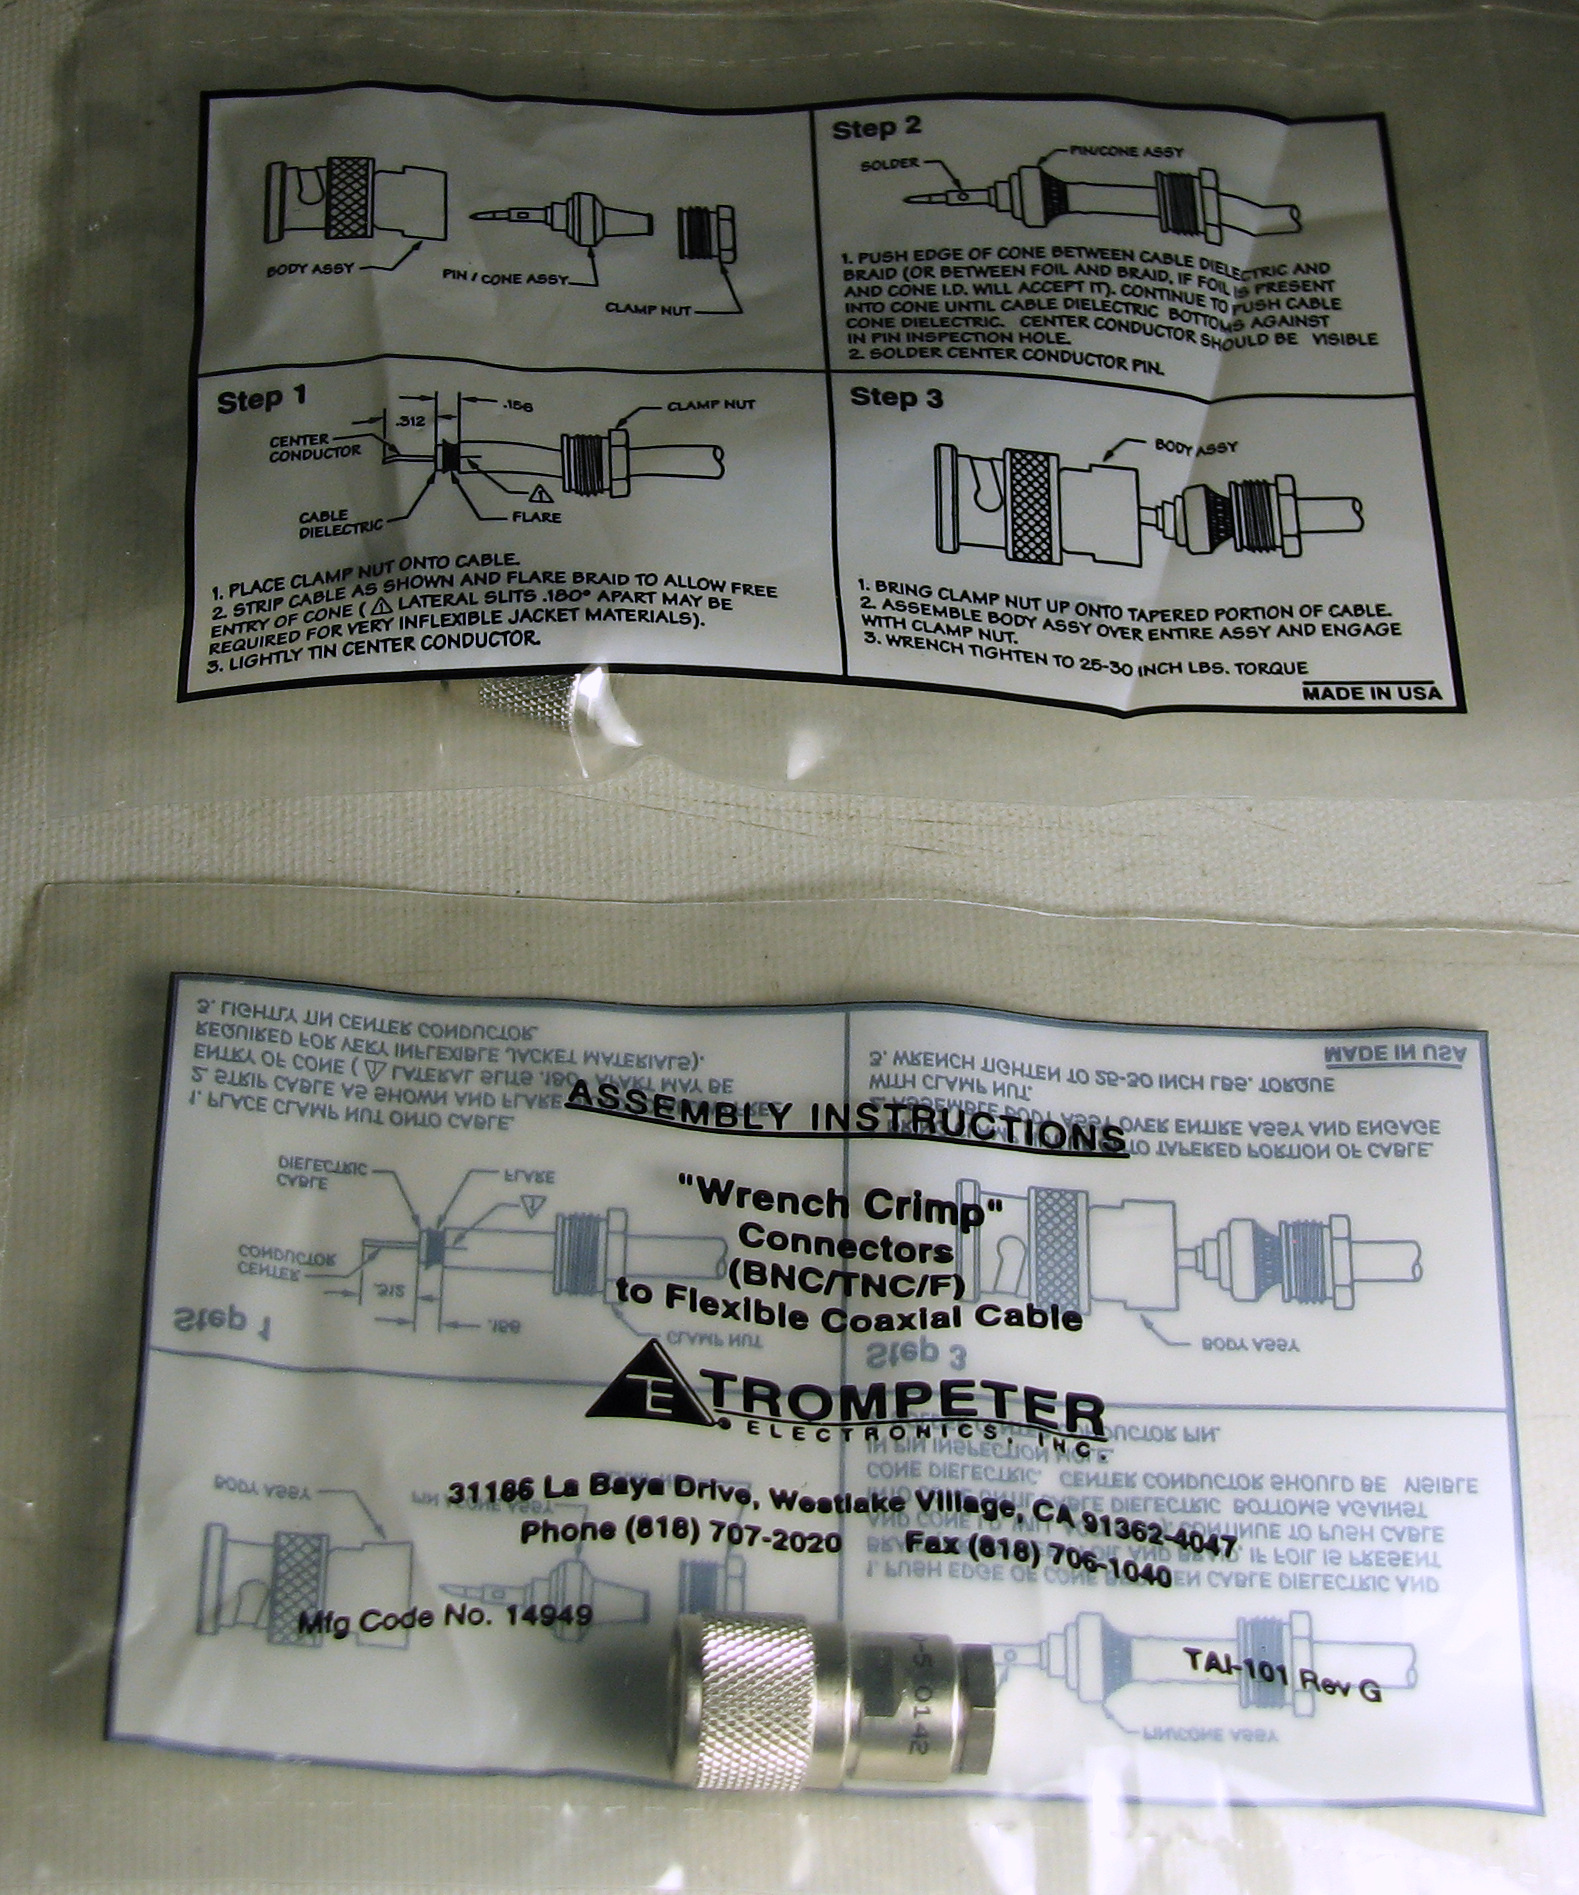 BODY ASSY
PIN / CONE ASSY
CLAMP NUT
Step 2
SOLDER
PIN/CONE ASSY
1. PUSH EDGE OF CONE BETWEEN CABLE DIELECTRIC AND
BRAID (OR BETWEEN FOIL AND BRAID, IF FOIL IS PRESENT
AND CONE I.D. WILL ACCEPT IT). CONTINUE TO PUSH CABLE
INTO CONE UNTIL CABLE DIELECTRIC BOTTOMS AGAINST
CONE DIELECTRIC. CENTER CONDUCTOR SHOULD BE VISIBLE
IN PIN INSPECTION HOLE.
2. SOLDER CENTER CONDUCTOR PIN.
Step 1
.156
.312
CLAMP NUT
CENTER
CONDUCTOR
CABLE
DIELECTRIC
FLARE
1
1. PLACE CLAMP NUT ONTO CABLE.
2. STRIP CABLE AS SHOWN AND FLARE BRAID TO ALLOW FREE
ENTRY OF CONE ( 1 LATERAL SLITS .180° APART MAY BE
REQUIRED FOR VERY INFLEXIBLE JACKET MATERIALS).
3. LIGHTLY TIN CENTER CONDUCTOR.
Step 3
BODY ASSY
1. BRING CLAMP NUT UP ONTO TAPERED PORTION OF CABLE.
2. ASSEMBLE BODY ASSY OVER ENTIRE ASSY AND ENGAGE
WITH CLAMP NUT.
3. WRENCH TIGHTEN TO 25-30 INCH LBS. TORQUE
MADE IN USA
ASSEMBLY INSTRUCTIONS
"Wrench Crimp"
Connectors
(BNC/TNC/F)
to Flexible Coaxial Cable
TE TROMPETER
ELECTRONICS, INC.
31186 La Baya Drive, Westlake Village, CA 91362-4047
Phone (818) 707-2020 Fax (818) 706-1040
Mfg Code No. 14949
TAI-101 Rev G
-5 0142